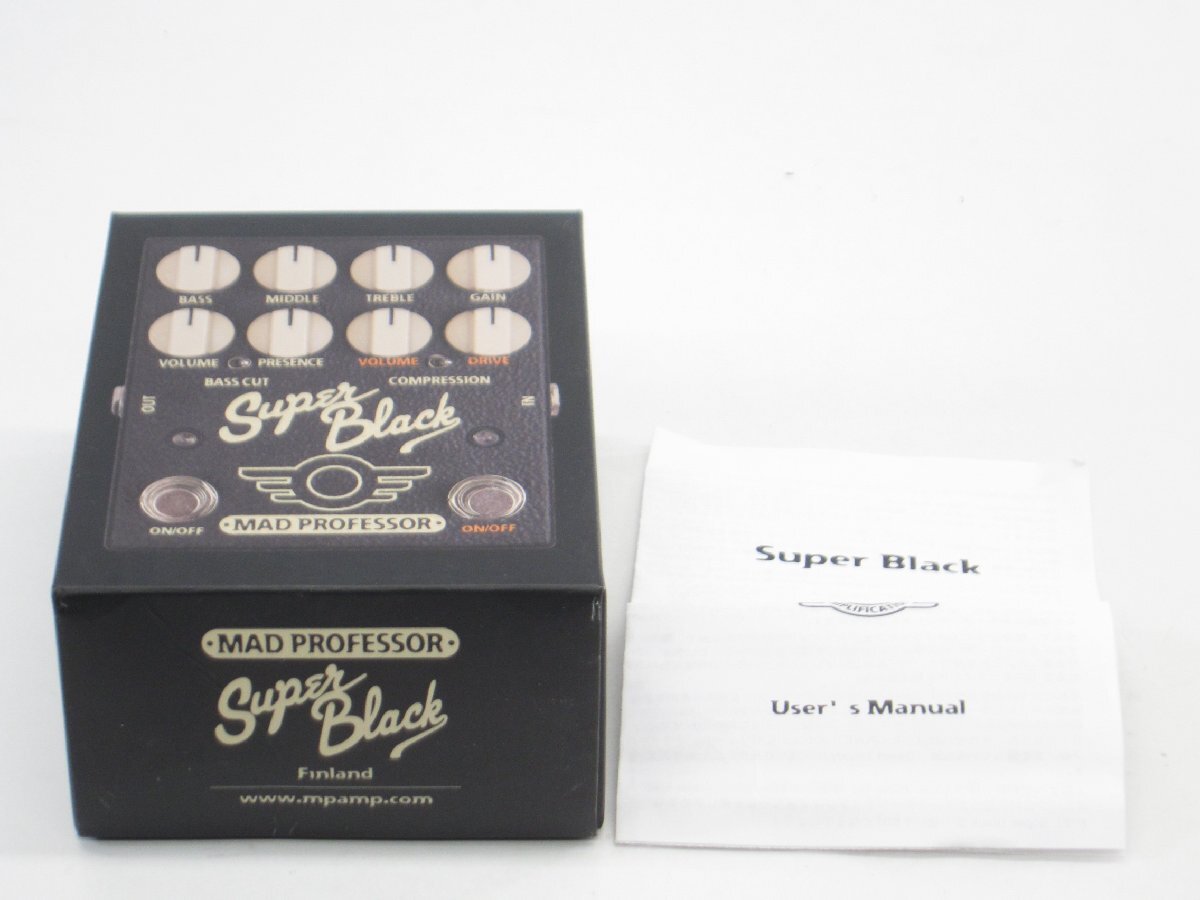 BASS MIDDLE TREBLE GAIN
VOLUME PRESENCE VOLUME DRIVE
BASS CUT COMPRESSION
OUT
IN
Super
Black
ON/OFF
·MAD PROFESSOR·
ON/OFF
·MAD PROFESSOR·
Super
Black
Finland
www.mpamp.com
Super Black
User' s Manual